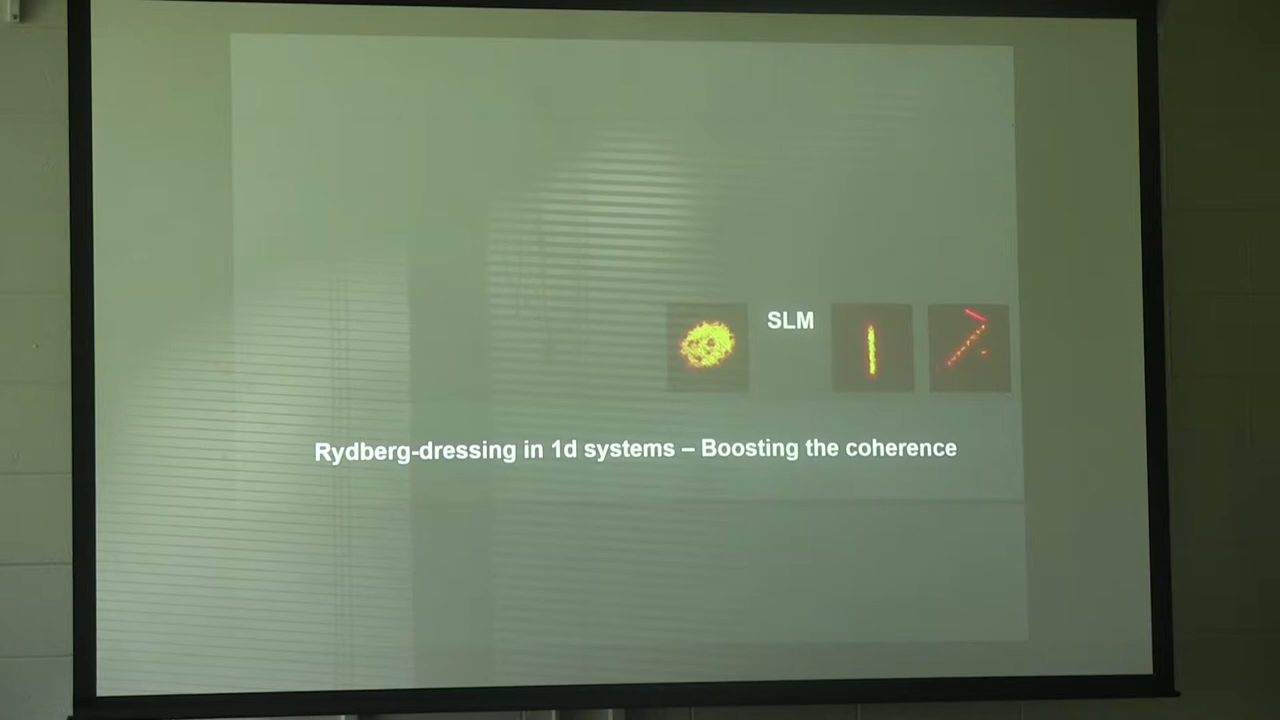 SLM
Rydberg-dressing in 1d systems – Boosting the coherence